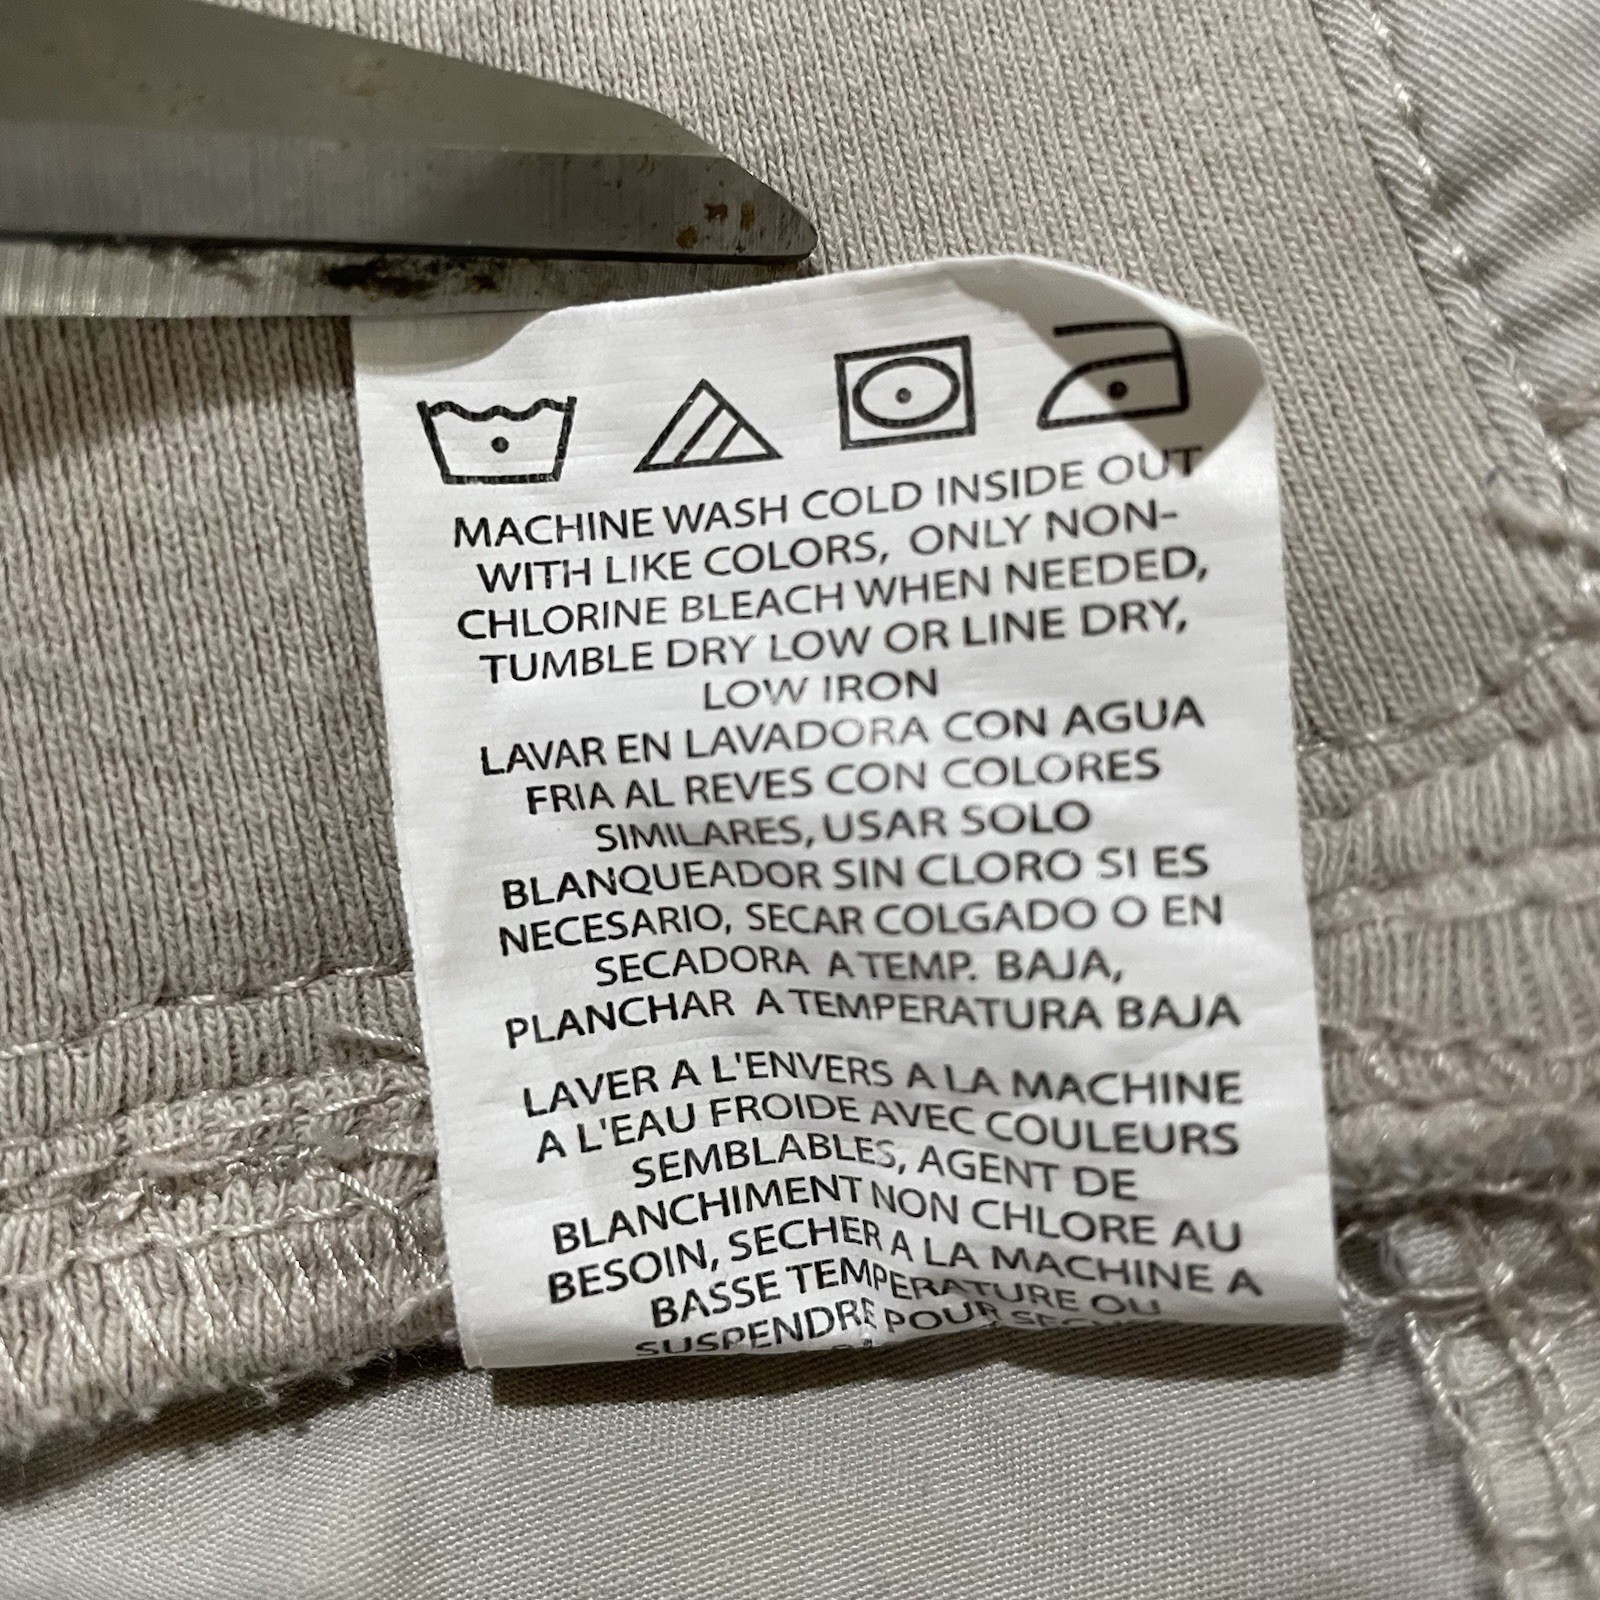 MACHINE WASH COLD INSIDE OUT
WITH LIKE COLORS, ONLY NON-
CHLORINE BLEACH WHEN NEEDED,
TUMBLE DRY LOW OR LINE DRY,
LOW IRON
LAVAR EN LAVADORA CON AGUA
FRIA AL REVES CON COLORES
SIMILARES, USAR SOLO
BLANQUEADOR SIN CLORO SI ES
NECESARIO, SECAR COLGADO O EN
SECADORA A TEMP. BAJA,
PLANCHAR A TEMPERATURA BAJA
LAVER A L'ENVERS A LA MACHINE
A L'EAU FROIDE AVEC COULEURS
SEMBLABLES, AGENT DE
BLANCHIMENT NON CHLORE AU
BESOIN, SECHER A LA MACHINE A
BASSE TEMPERATURE OU
SUSPENDRE POUR